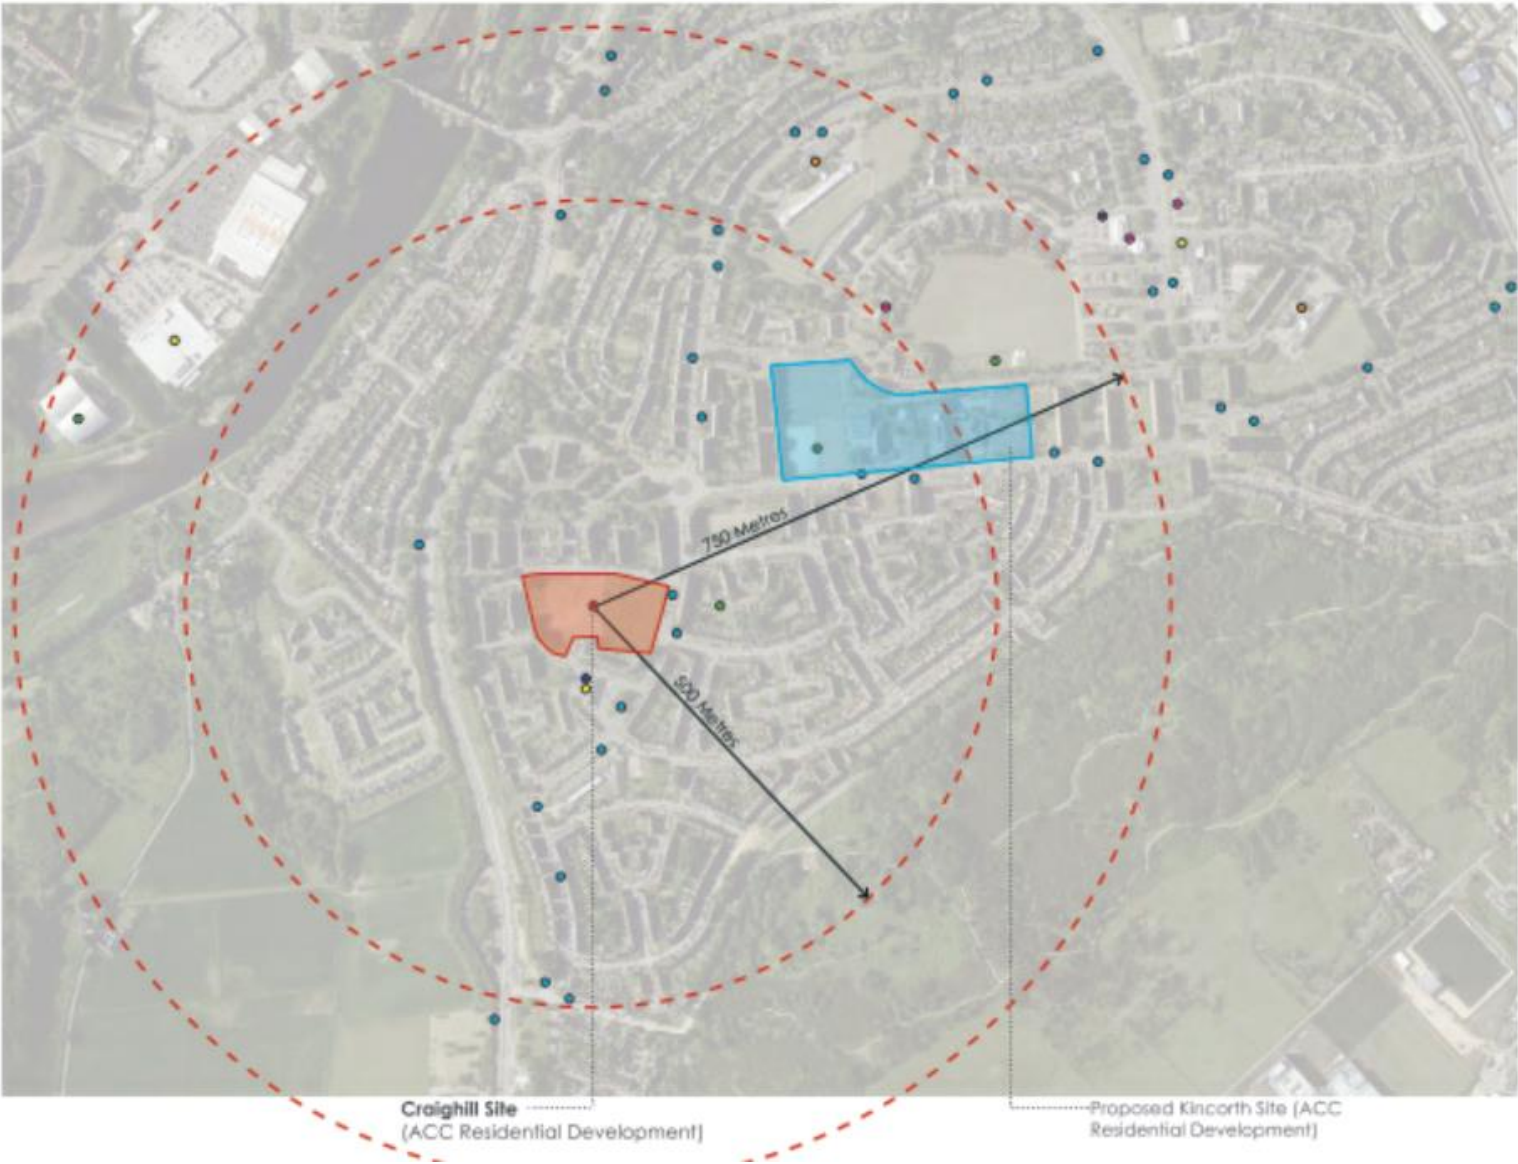 750 Metres
500 Metres
Craighill Site
(ACC Residential Development)
Proposed Kincorth Site (ACC
Residential Development)